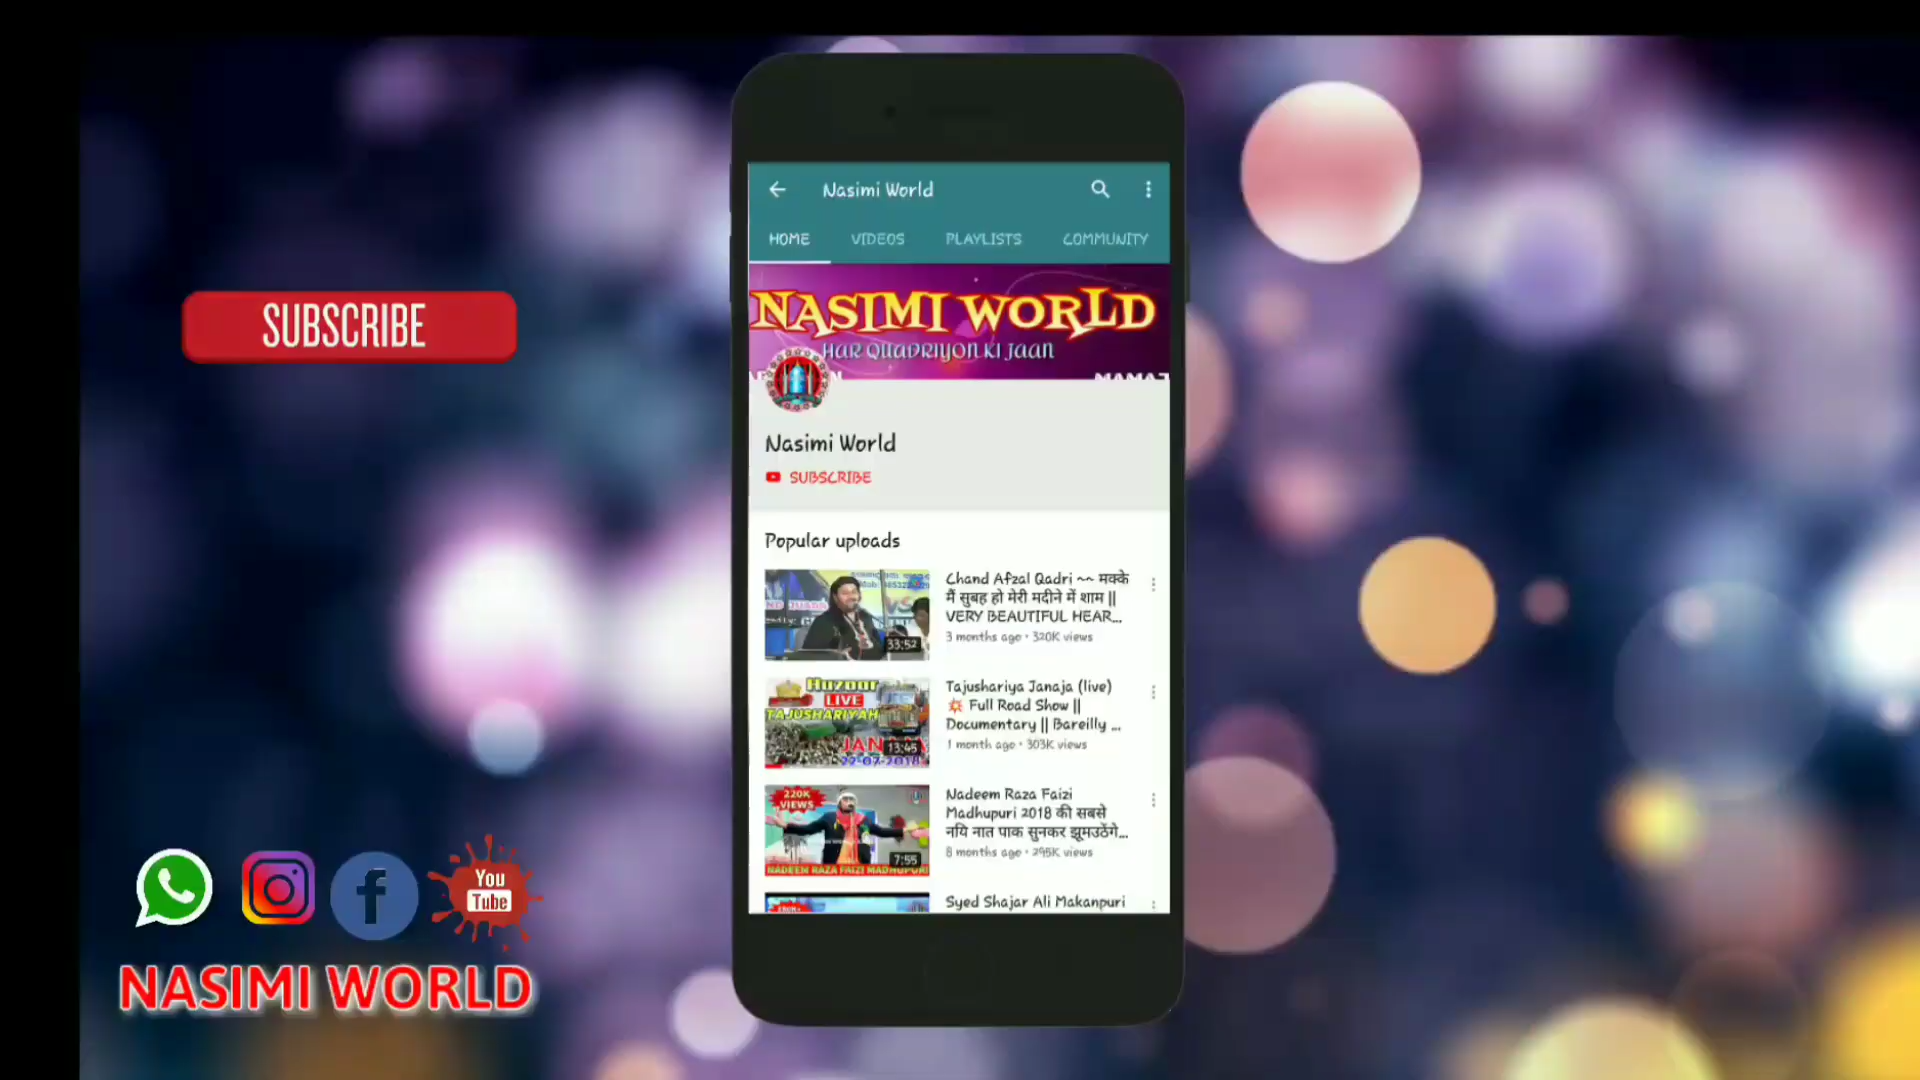 SUBSCRIBE
You
Tube
NASIMI WORLD
Nasimi World
HOME VIDEOS PLAYLISTS COMMUNITY
NASIMI WORLD
HAR QUADRIYON KI JAAN
Nasimi World
SUBSCRIBE
Popular uploads
33:52
Chand Afzal Qadri ~~ मक्के
मैं सुबह हो मेरी मदीने में शाम ||
VERY BEAUTIFUL HEAR...
3 months ago • 320K views
Huzoor
LIVE
TAJUSHARIYAH
13:45
22-07-2018
Tajushariya Janaja (live)
💥 Full Road Show ||
Documentary || Bareilly ...
1 month ago • 303K views
220K
VIEWS
7:55
NADEEM RAZA FAIZI MADHUPURI
Nadeem Raza Faizi
Madhupuri 2018 की सबसे
नयि नात पाक सुनकर झूमउठेंगे...
8 months ago • 295K views
Syed Shajar Ali Makanpuri